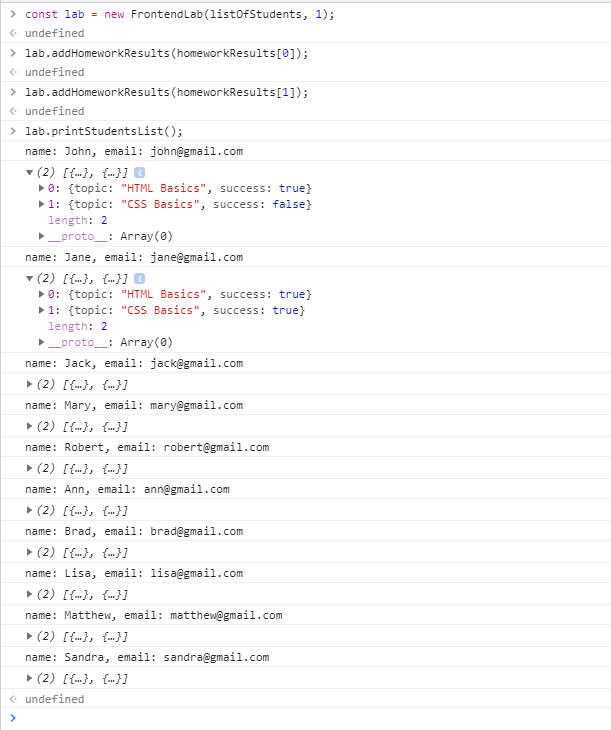 const lab = new FrontendLab(listOfStudents, 1);
undefined
lab.addHomeworkResults(homeworkResults[0]);
undefined
lab.addHomeworkResults(homeworkResults[1]);
undefined
lab.printStudentsList();
name: John, email: john@gmail.com
(2) [{…}, {…}] i
0: {topic: "HTML Basics", success: true}
1: {topic: "CSS Basics", success: false}
length: 2
__proto__: Array(0)
name: Jane, email: jane@gmail.com
(2) [{…}, {…}] i
0: {topic: "HTML Basics", success: true}
1: {topic: "CSS Basics", success: true}
length: 2
__proto__: Array(0)
name: Jack, email: jack@gmail.com
(2) [{…}, {…}]
name: Mary, email: mary@gmail.com
(2) [{…}, {…}]
name: Robert, email: robert@gmail.com
(2) [{…}, {…}]
name: Ann, email: ann@gmail.com
(2) [{…}, {…}]
name: Brad, email: brad@gmail.com
(2) [{…}, {…}]
name: Lisa, email: lisa@gmail.com
(2) [{…}, {…}]
name: Matthew, email: matthew@gmail.com
(2) [{…}, {…}]
name: Sandra, email: sandra@gmail.com
(2) [{…}, {…}]
undefined